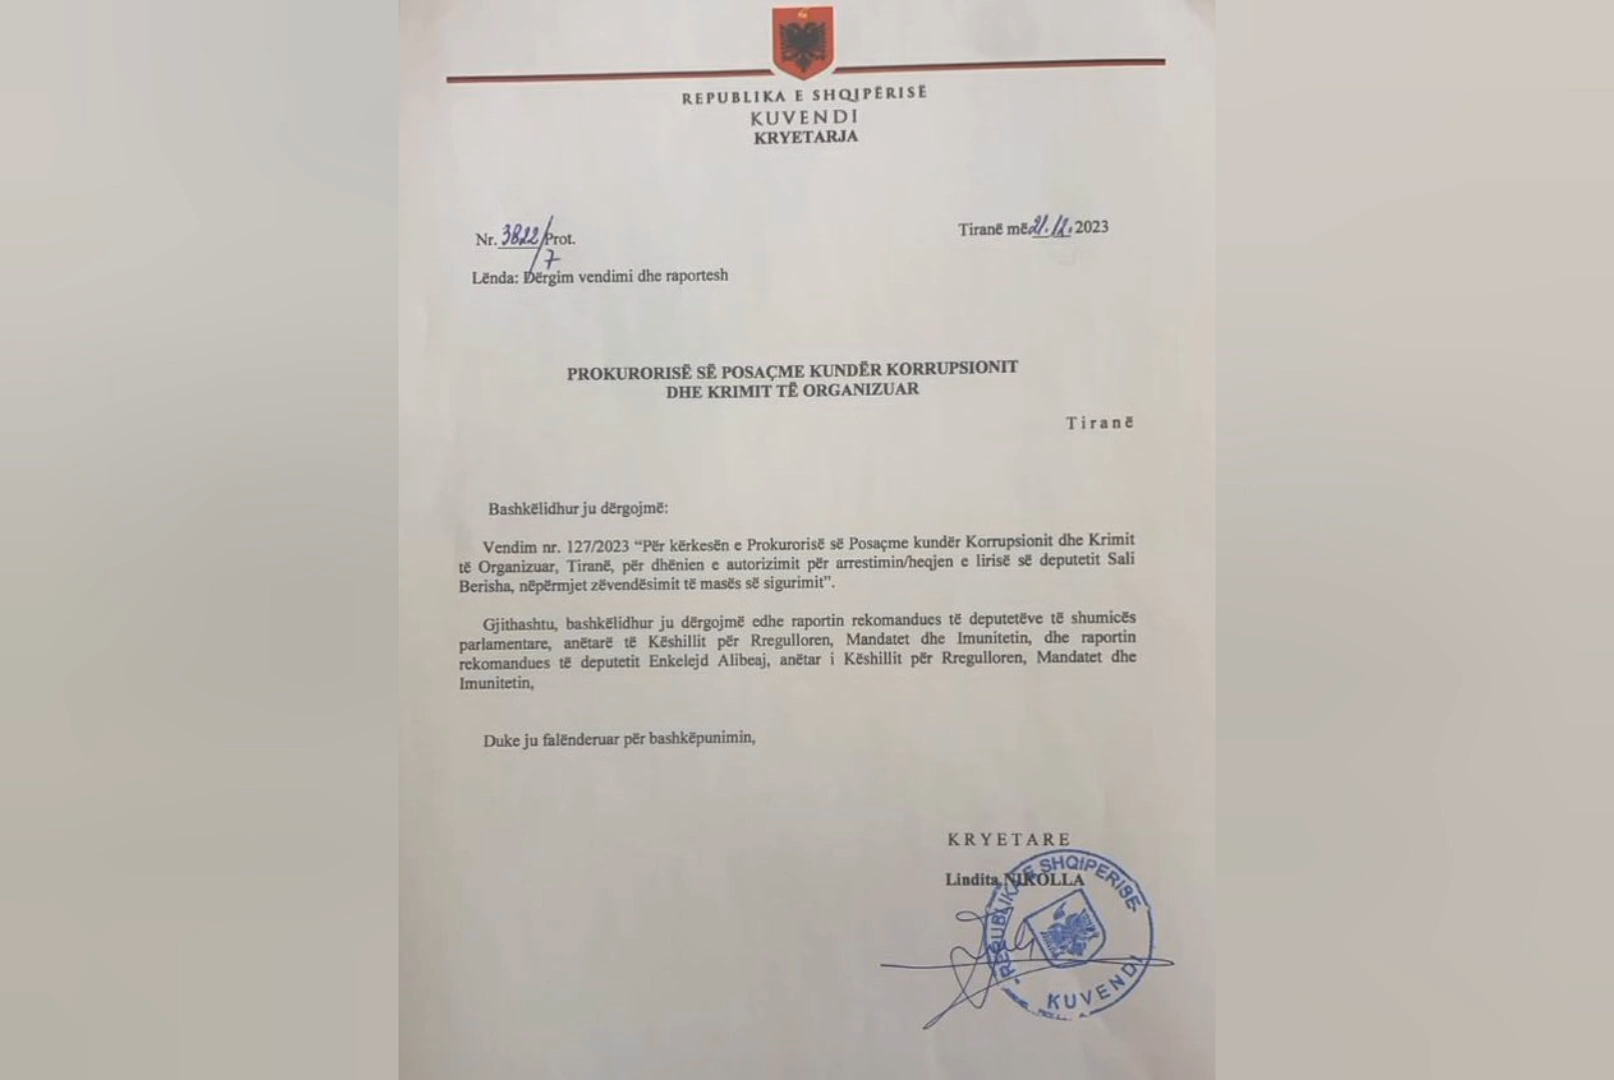 REPUBLIKA E SHQIPËRISË
KUVENDI
KRYETARJA
Nr. 3822/7 Prot.
Tiranë më 21.12.2023
Lënda: Dërgim vendimi dhe raportesh
PROKURORISË SË POSAÇME KUNDËR KORRUPSIONIT
DHE KRIMIT TË ORGANIZUAR
Tiranë
Bashkëlidhur ju dërgojmë:
Vendim nr. 127/2023 “Për kërkesën e Prokurorisë së Posaçme kundër Korrupsionit dhe Krimit
të Organizuar, Tiranë, për dhënien e autorizimit për arrestimin/heqjen e lirisë së deputetit Sali
Berisha, nëpërmjet zëvendësimit të masës së sigurimit”.
Gjithashtu, bashkëlidhur ju dërgojmë edhe raportin rekomandues të deputetëve të shumicës
parlamentare, anëtarë të Këshillit për Rregulloren, Mandatet dhe Imunitetin, dhe raportin
rekomandues të deputetit Enkelejd Alibeaj, anëtar i Këshillit për Rregulloren, Mandatet dhe
Imunitetin,
Duke ju falënderuar për bashkëpunimin,
KRYETARE
Lindita NIKOLLA
REPUBLIKA E SHQIPERISE
KUVENDI